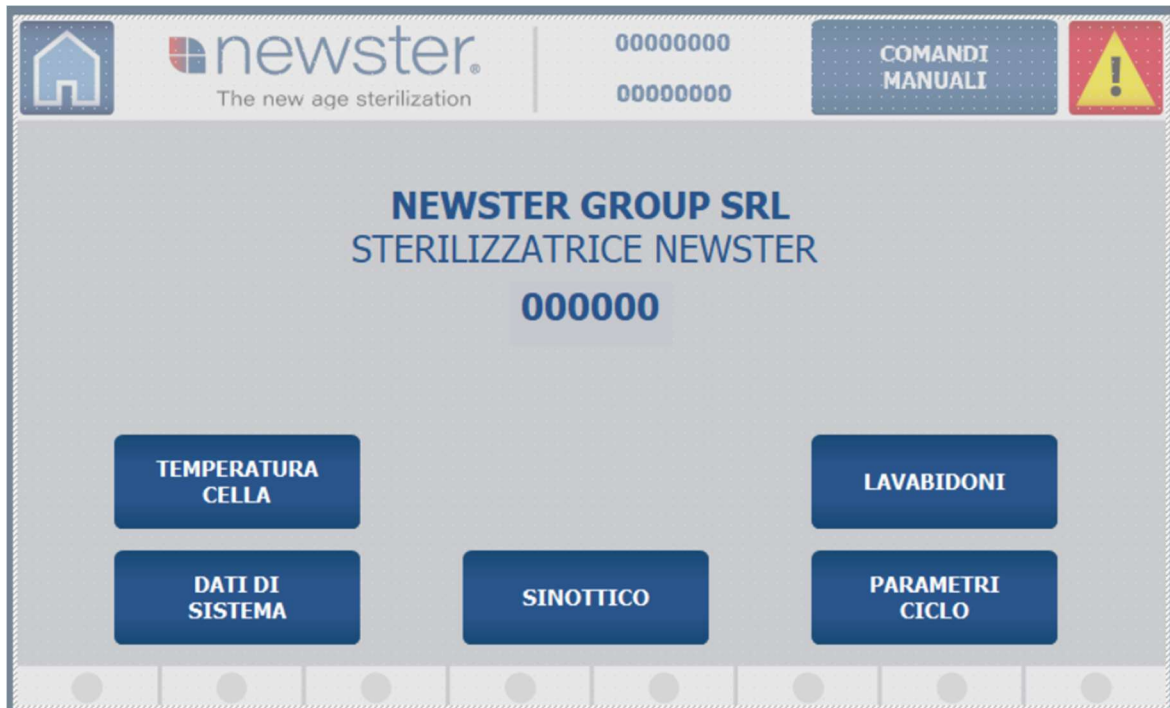 newster®
The new age sterilization
00000000
00000000
COMANDI
MANUALI
!
NEWSTER GROUP SRL
STERILIZZATRICE NEWSTER
000000
TEMPERATURA
CELLA
LAVABIDONI
DATI DI
SISTEMA
SINOTTICO
PARAMETRI
CICLO